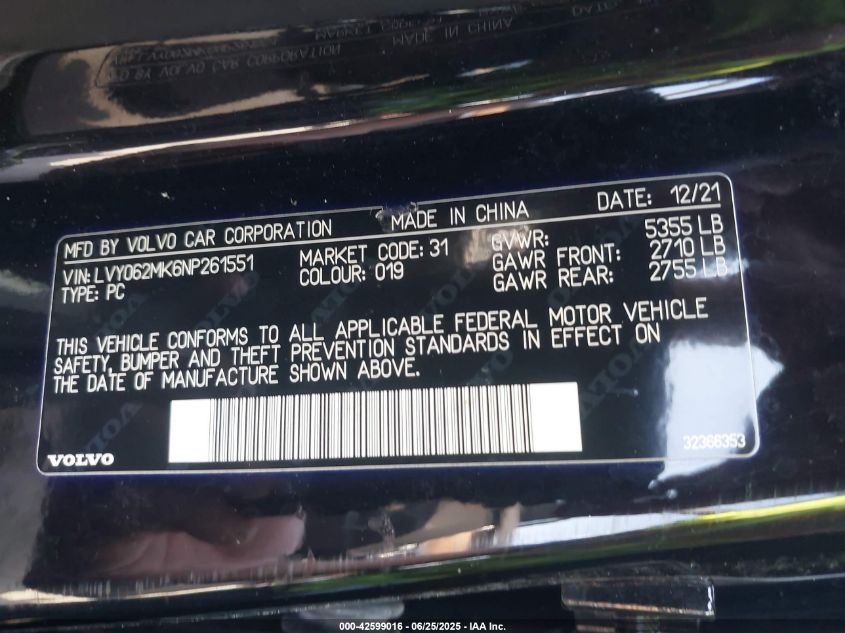 MFD BY VOLVO CAR CORPORATION MADE IN CHINA DATE: 12/21
VIN: LVY062MK6NP261551 MARKET CODE: 31 GVWR: 5355 LB
TYPE: PC COLOUR: 019 GAWR FRONT: 2710 LB
GAWR REAR: 2755 LB
THIS VEHICLE CONFORMS TO ALL APPLICABLE FEDERAL MOTOR VEHICLE
SAFETY, BUMPER AND THEFT PREVENTION STANDARDS IN EFFECT ON
THE DATE OF MANUFACTURE SHOWN ABOVE.
VOLVO 32366353
000-42599016 - 06/25/2025 - IAA Inc.